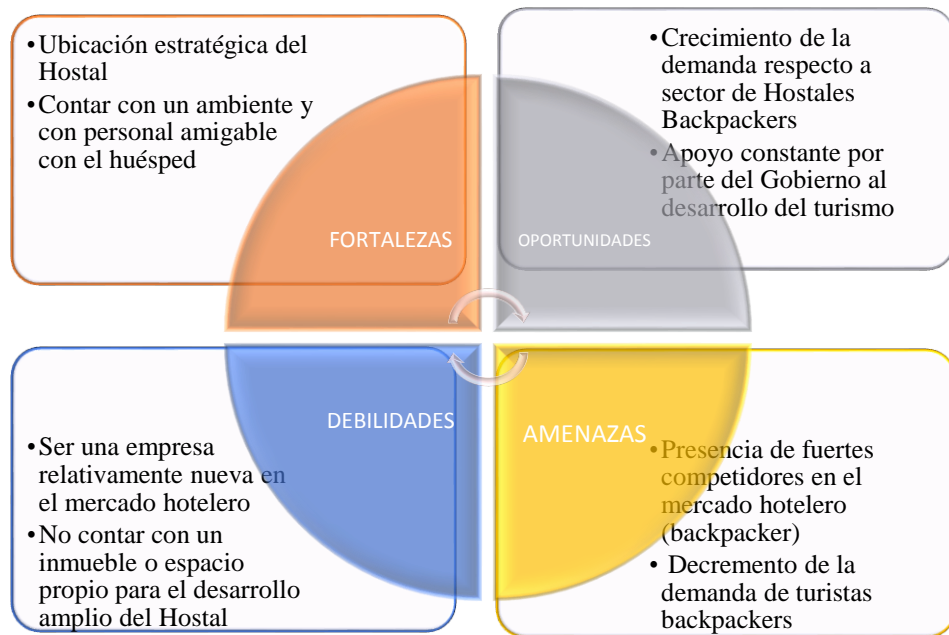 •Ubicación estratégica del
Hostal
•Contar con un ambiente y
con personal amigable
con el huésped
FORTALEZAS
•Crecimiento de la
demanda respecto a
sector de Hostales
Backpackers
•Apoyo constante por
parte del Gobierno al
desarrollo del turismo
OPORTUNIDADES
DEBILIDADES
•Ser una empresa
relativamente nueva en
el mercado hotelero
•No contar con un
inmueble o espacio
propio para el desarrollo
amplio del Hostal
AMENAZAS
•Presencia de fuertes
competidores en el
mercado hotelero
(backpacker)
• Decremento de la
demanda de turistas
backpackers